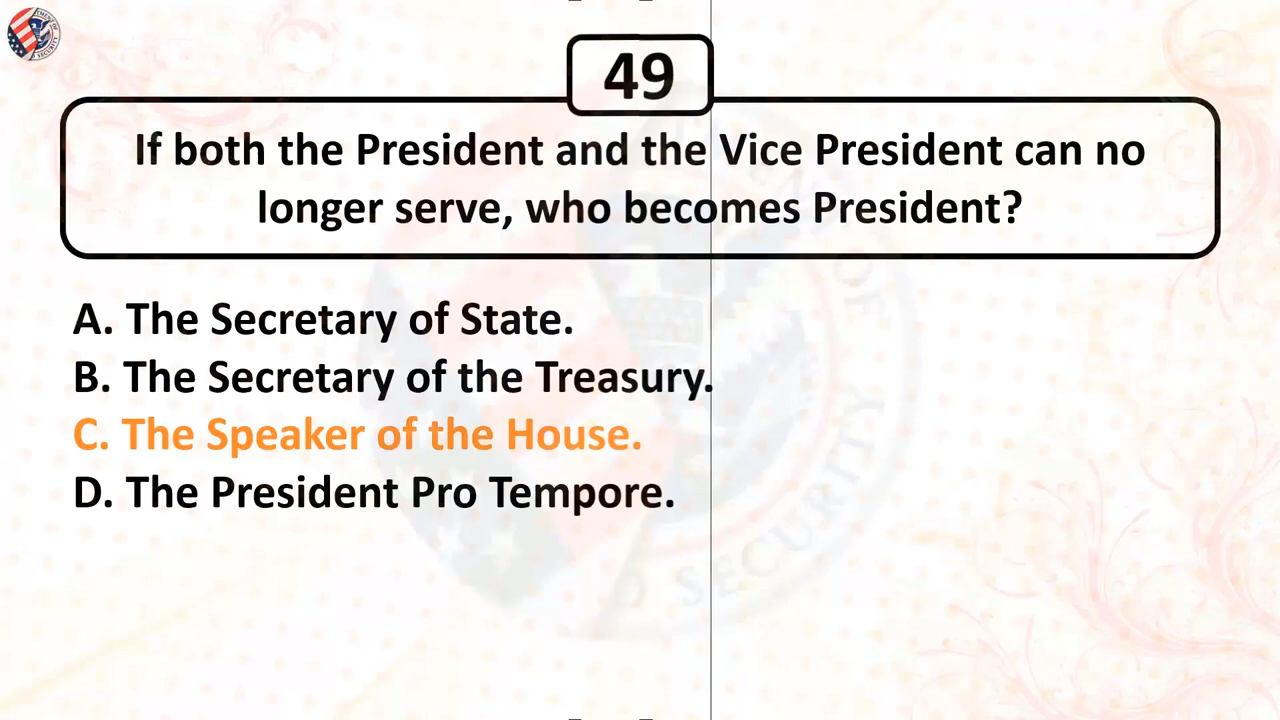 49
If both the President and the Vice President can no
longer serve, who becomes President?
A. The Secretary of State.
B. The Secretary of the Treasury.
C. The Speaker of the House.
D. The President Pro Tempore.
SECURITY